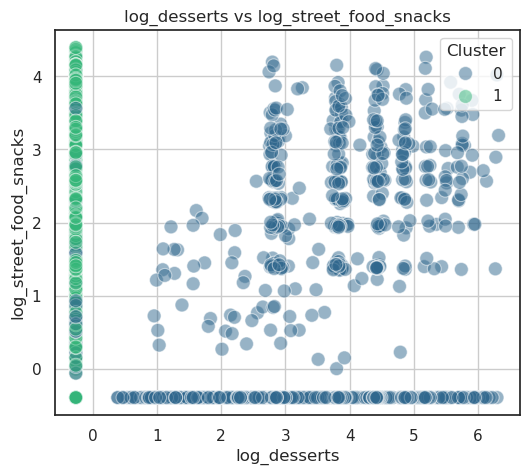 log_desserts vs log_street_food_snacks
Cluster
0
1
4
3
2
1
0
log_street_food_snacks
0 1 2 3 4 5 6
log_desserts